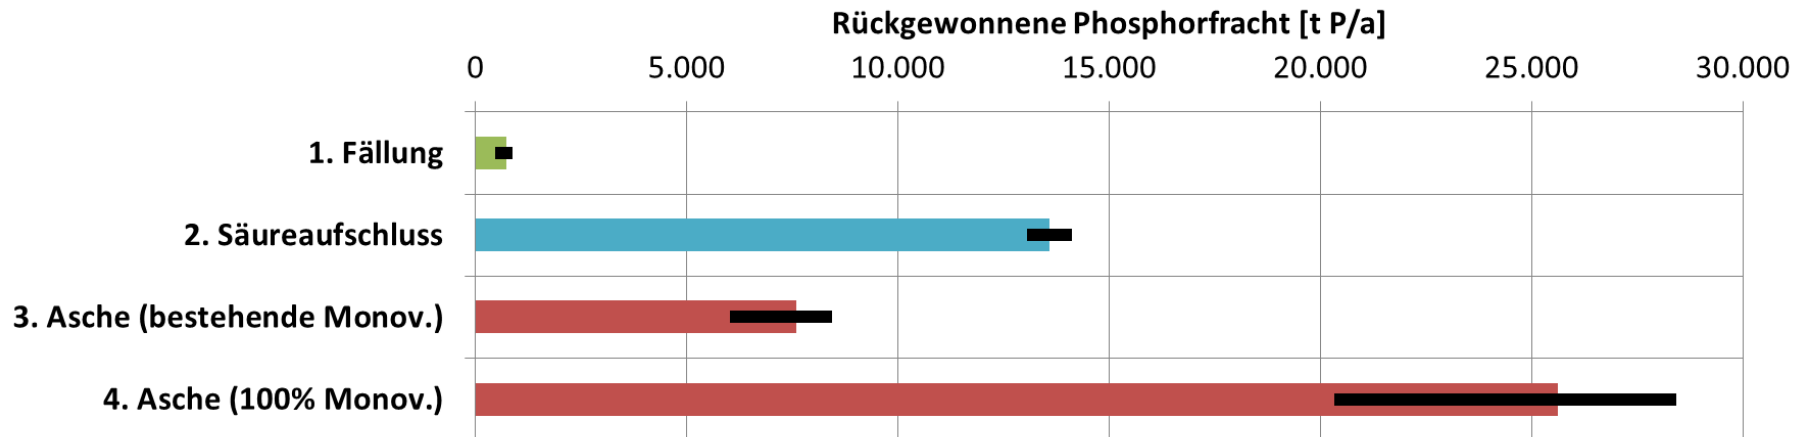 Rückgewonnene Phosphorfracht [t P/a]
0 5.000 10.000 15.000 20.000 25.000 30.000
1. Fällung
2. Säureaufschluss
3. Asche (bestehende Monov.)
4. Asche (100% Monov.)